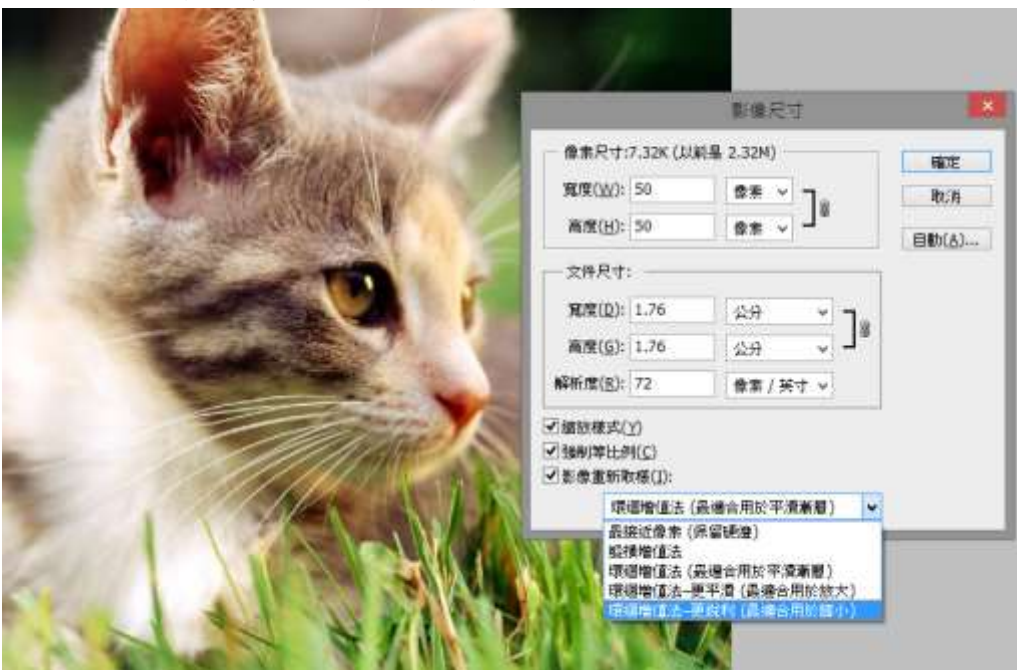 影像尺寸
像素尺寸:7.32K (以前是 2.32M)
寬度(W): 50 像素
高度(H): 50 像素
確定
取消
自動(A)...
文件尺寸:
寬度(D): 1.76 公分
高度(G): 1.76 公分
解析度(R): 72 像素 / 英寸
縮放樣式(Y)
強制等比例(C)
影像重新取樣(I):
環迴增值法 (最適合用於平滑漸層)
最接近像素 (保留硬邊)
縱橫增值法
環迴增值法 (最適合用於平滑漸層)
環迴增值法-更平滑 (最適合用於放大)
環迴增值法-更銳利 (最適合用於縮小)